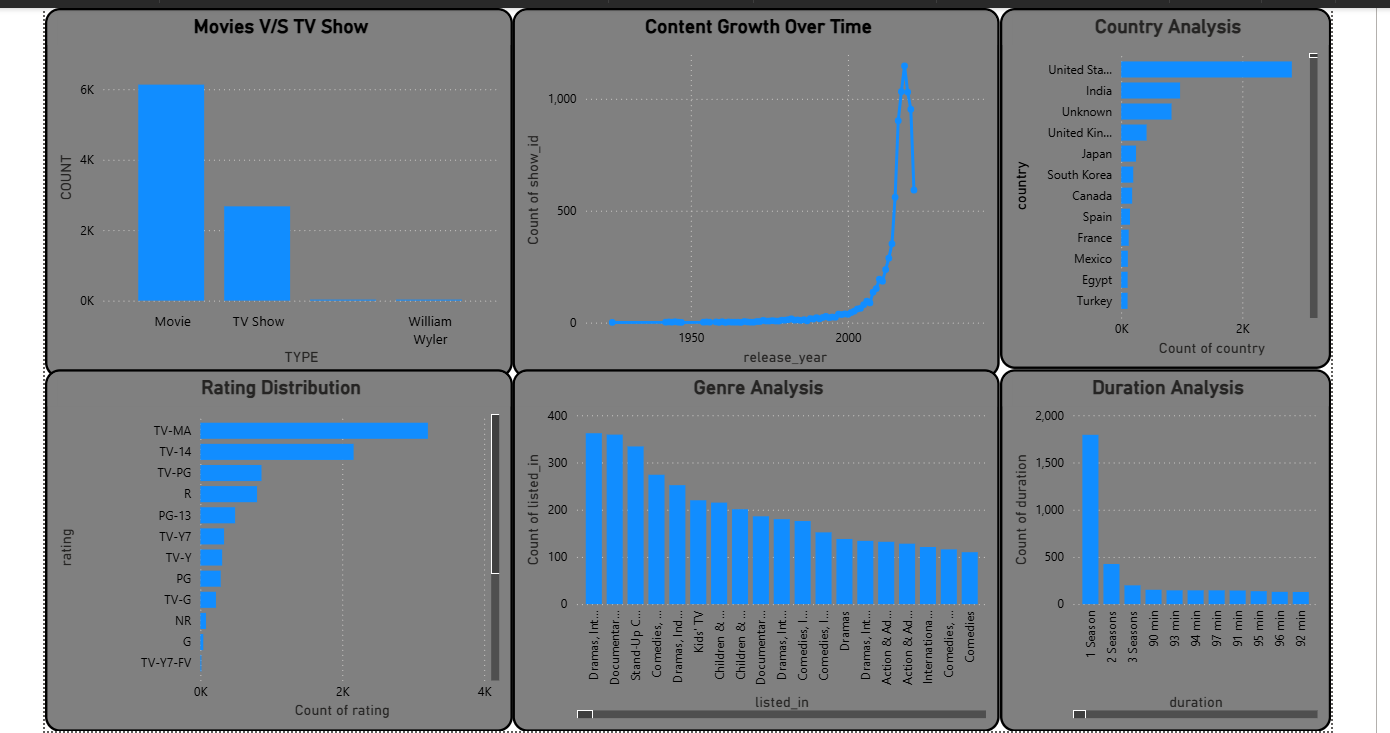 Movies V/S TV Show
COUNT
6K
4K
2K
0K
Movie
TV Show
William
Wyler
TYPE
Content Growth Over Time
Count of show_id
1,000
500
0
1950
2000
release_year
Country Analysis
country
United Sta...
India
Unknown
United Kin...
Japan
South Korea
Canada
Spain
France
Mexico
Egypt
Turkey
0K
2K
Count of country
Rating Distribution
rating
TV-MA
TV-14
TV-PG
R
PG-13
TV-Y7
TV-Y
PG
TV-G
NR
G
TV-Y7-FV
0K
2K
4K
Count of rating
Genre Analysis
Count of listed_in
400
300
200
100
0
Dramas, Int...
Documentar...
Stand-Up C...
Comedies, ...
Dramas, Ind...
Kids' TV
Children & ...
Children & ...
Documentar...
Dramas, Int...
Comedies, I...
Comedies, I...
Dramas
Dramas, Int...
Action & Ad...
Action & Ad...
Internationa...
Comedies, ...
Comedies
listed_in
Duration Analysis
Count of duration
2,000
1,500
1,000
500
0
1 Season
2 Seasons
3 Seasons
90 min
93 min
94 min
97 min
91 min
95 min
96 min
92 min
duration